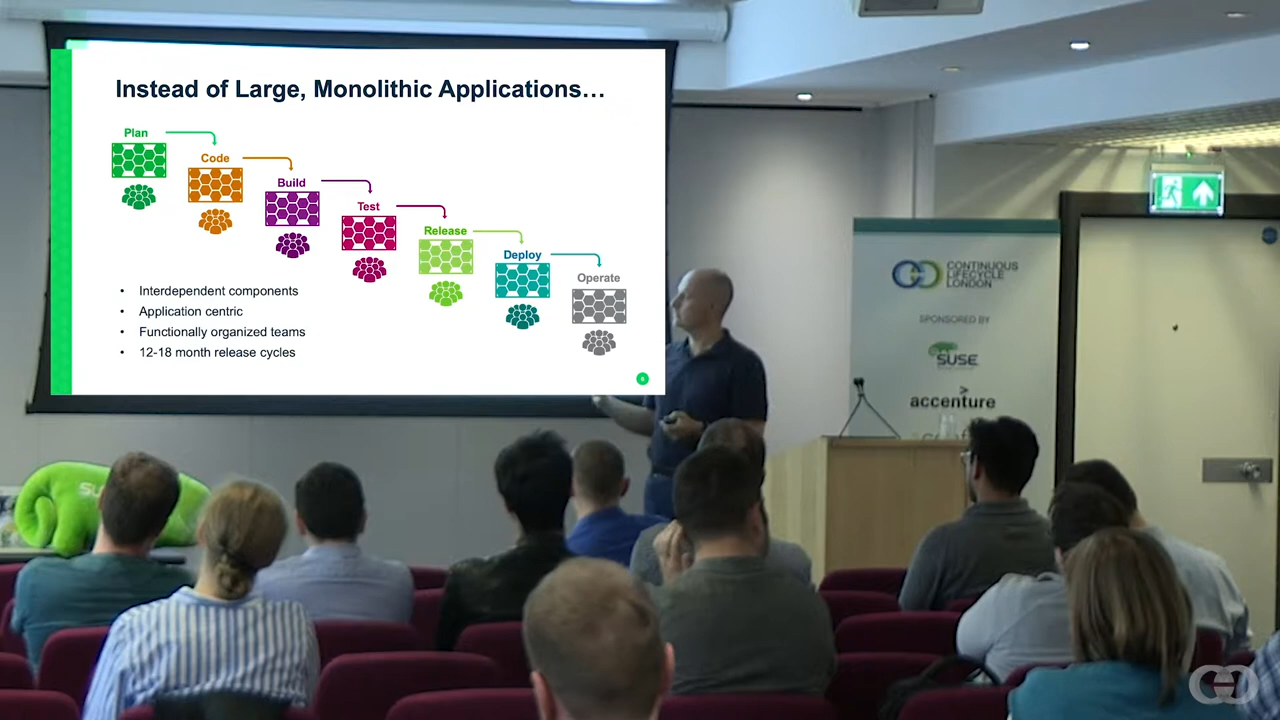 Instead of Large, Monolithic Applications…
Plan
Code
Build
Test
Release
Deploy
Operate
• Interdependent components
• Application centric
• Functionally organized teams
• 12-18 month release cycles
CONTINUOUS
LIFECYCLE
LONDON
SPONSORED BY
SUSE
accenture
SU